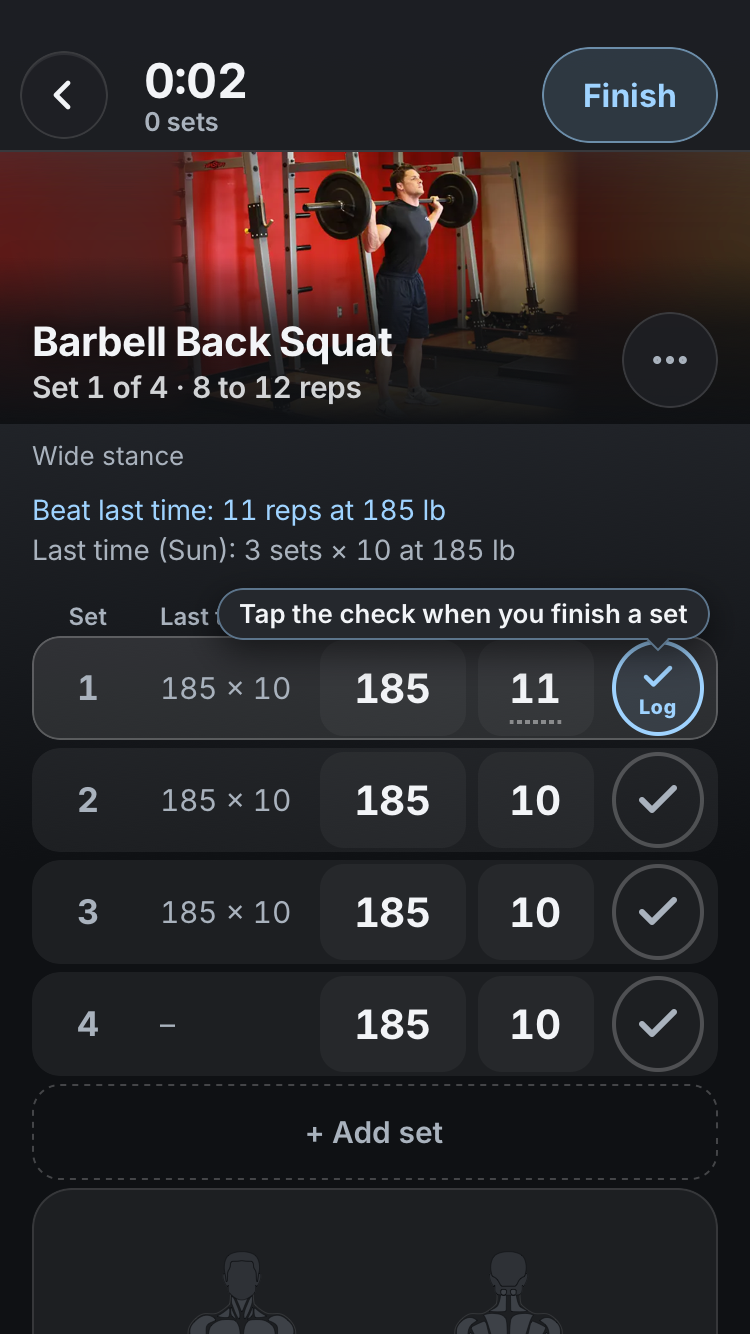 0:02
0 sets
Finish
Barbell Back Squat
Set 1 of 4 · 8 to 12 reps
Wide stance
Beat last time: 11 reps at 185 lb
Last time (Sun): 3 sets × 10 at 185 lb
Set Last
Tap the check when you finish a set
1 185 × 10 185 11 Log
2 185 × 10 185 10
3 185 × 10 185 10
4 – 185 10
+ Add set